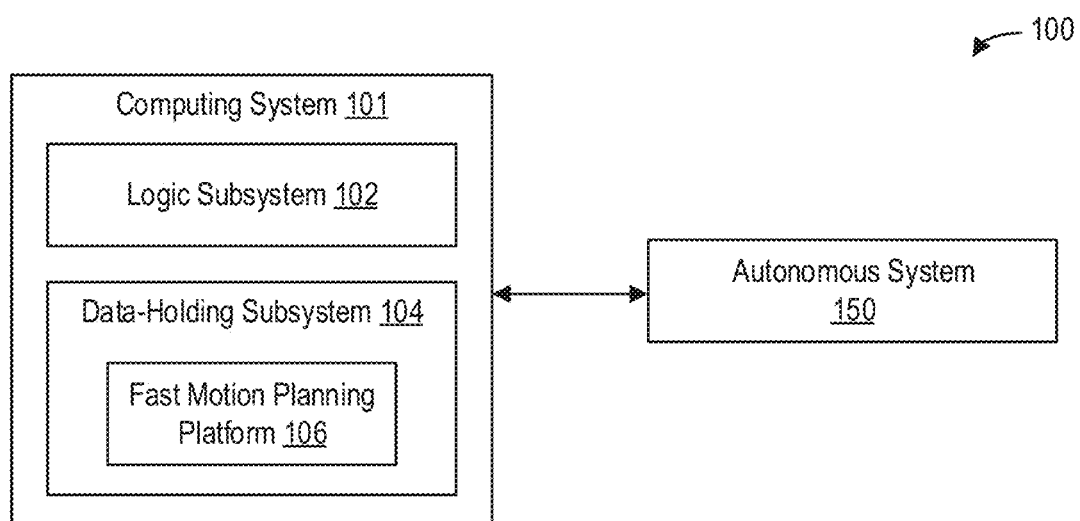 100
Computing System 101
Logic Subsystem 102
Data-Holding Subsystem 104
Fast Motion Planning
Platform 106
Autonomous System
150